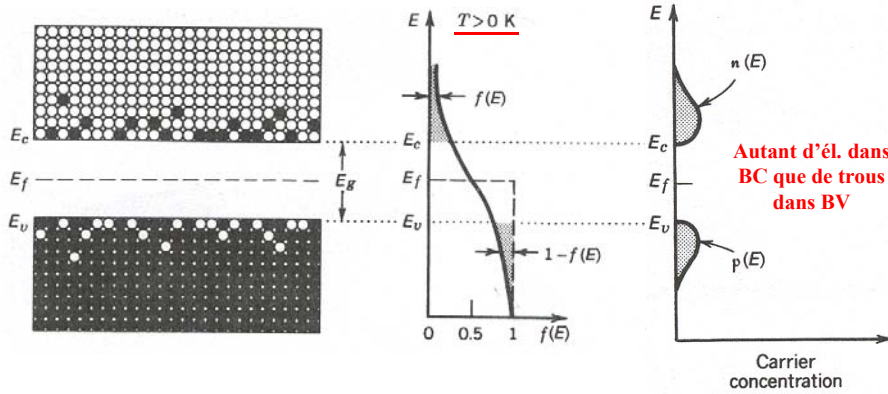 E_c
E_f
E_v
E_g
E
T > 0 K
f(E)
E_c
E_f
E_v
1 – f(E)
0
0.5
1
f(E)
E
n(E)
E_c
E_f
E_v
p(E)
Autant d'él. dans
BC que de trous
dans BV
Carrier
concentration